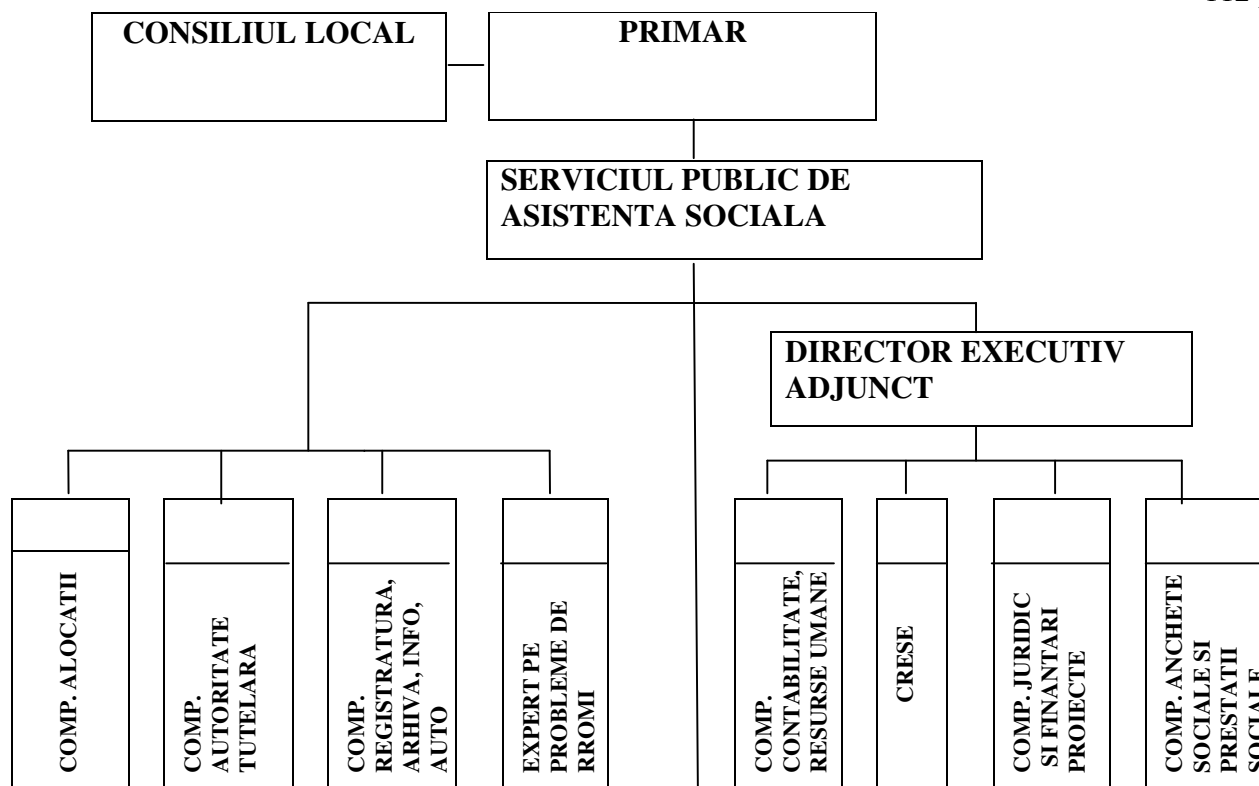 CONSILIUL LOCAL
PRIMAR
SERVICIUL PUBLIC DE
ASISTENTA SOCIALA
DIRECTOR EXECUTIV
ADJUNCT
COMP. ALOCATII
COMP.
AUTORITATE
TUTELARA
COMP.
REGISTRATURA,
ARHIVA, INFO,
AUTO
EXPERT PE
PROBLEME DE
RROMI
COMP.
CONTABILITATE,
RESURSE UMANE
CRESE
COMP. JURIDIC
SI FINANTARI
PROIECTE
COMP. ANCHETE
SOCIALE SI
PRESTATII
SOCIALE